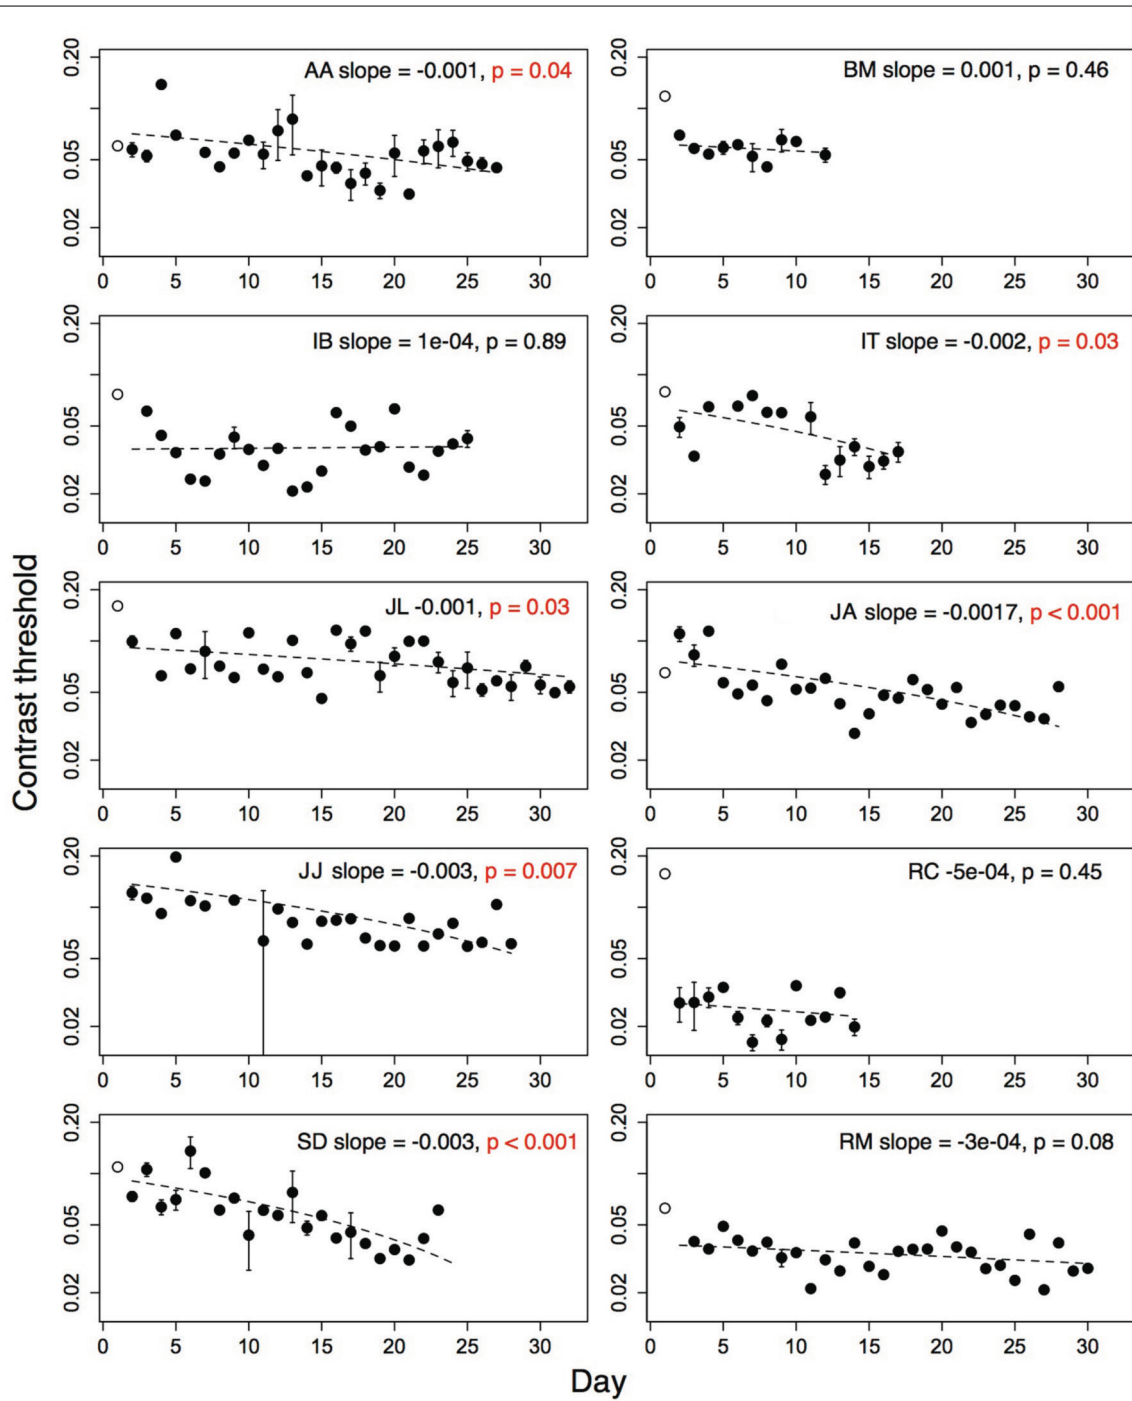 AA slope = -0.001, p = 0.04
BM slope = 0.001, p = 0.46
0.20
0.05
0.02
0.20
0.05
0.02
0 5 10 15 20 25 30
0 5 10 15 20 25 30
IB slope = 1e-04, p = 0.89
IT slope = -0.002, p = 0.03
0.20
0.05
0.02
0.20
0.05
0.02
0 5 10 15 20 25 30
0 5 10 15 20 25 30
Contrast threshold
JL -0.001, p = 0.03
JA slope = -0.0017, p < 0.001
0.20
0.05
0.02
0.20
0.05
0.02
0 5 10 15 20 25 30
0 5 10 15 20 25 30
JJ slope = -0.003, p = 0.007
RC -5e-04, p = 0.45
0.20
0.05
0.02
0.20
0.05
0.02
0 5 10 15 20 25 30
0 5 10 15 20 25 30
SD slope = -0.003, p < 0.001
RM slope = -3e-04, p = 0.08
0.20
0.05
0.02
0.20
0.05
0.02
0 5 10 15 20 25 30
0 5 10 15 20 25 30
Day